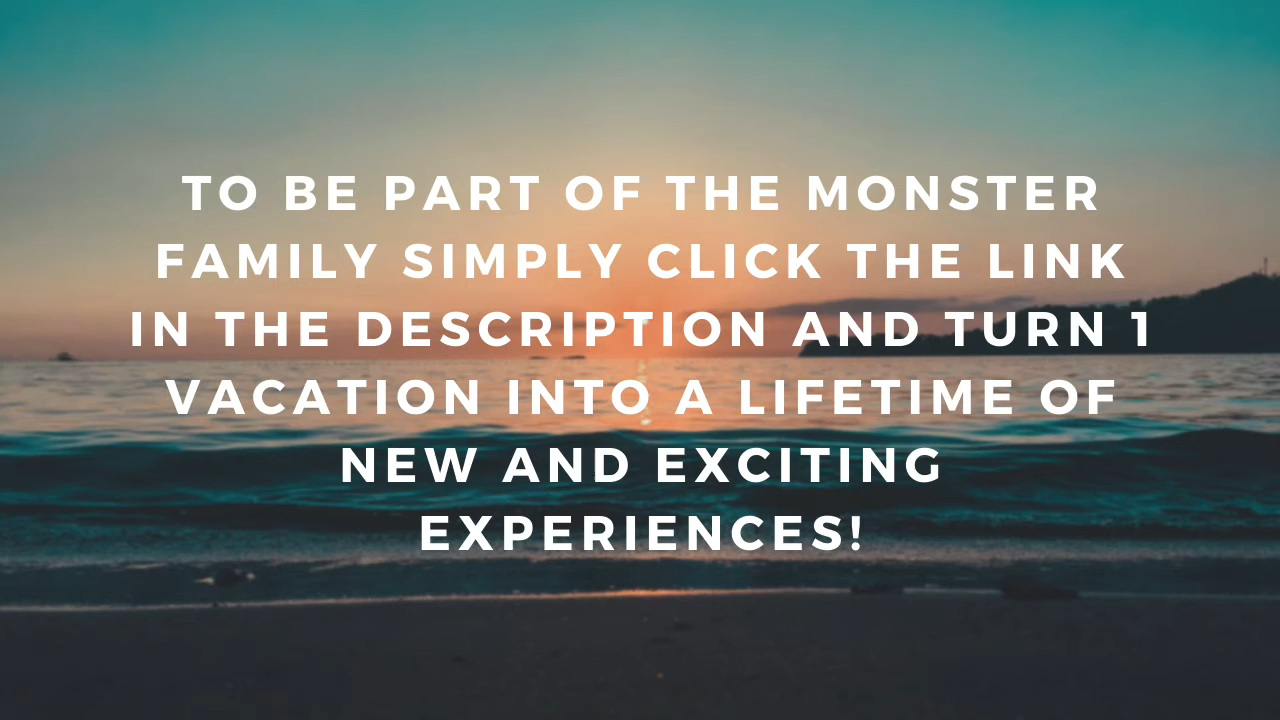 TO BE PART OF THE MONSTER
FAMILY SIMPLY CLICK THE LINK
IN THE DESCRIPTION AND TURN 1
VACATION INTO A LIFETIME OF
NEW AND EXCITING
EXPERIENCES!